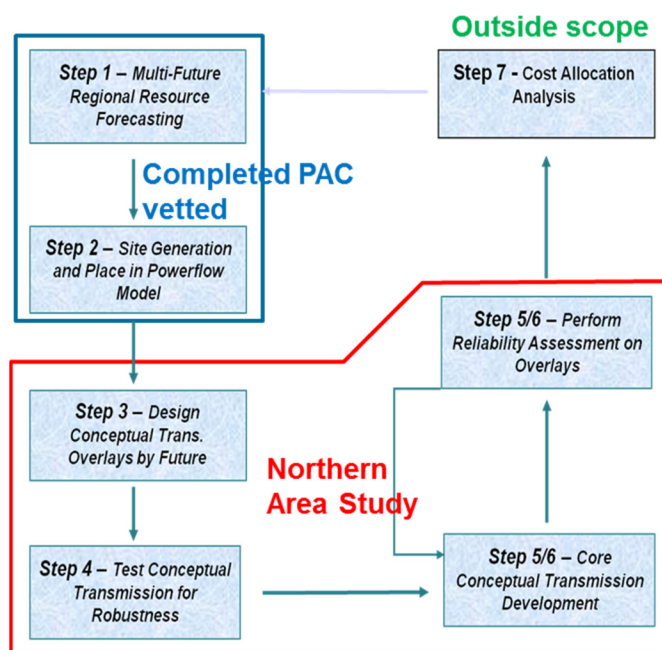 Outside scope
Step 1 – Multi-Future
Regional Resource
Forecasting
Step 7 - Cost Allocation
Analysis
Completed PAC
vetted
Step 2 – Site Generation
and Place in Powerflow
Model
Step 5/6 – Perform
Reliability Assessment on
Overlays
Step 3 – Design
Conceptual Trans.
Overlays by Future
Northern
Area Study
Step 4 – Test Conceptual
Transmission for
Robustness
Step 5/6 – Core
Conceptual Transmission
Development